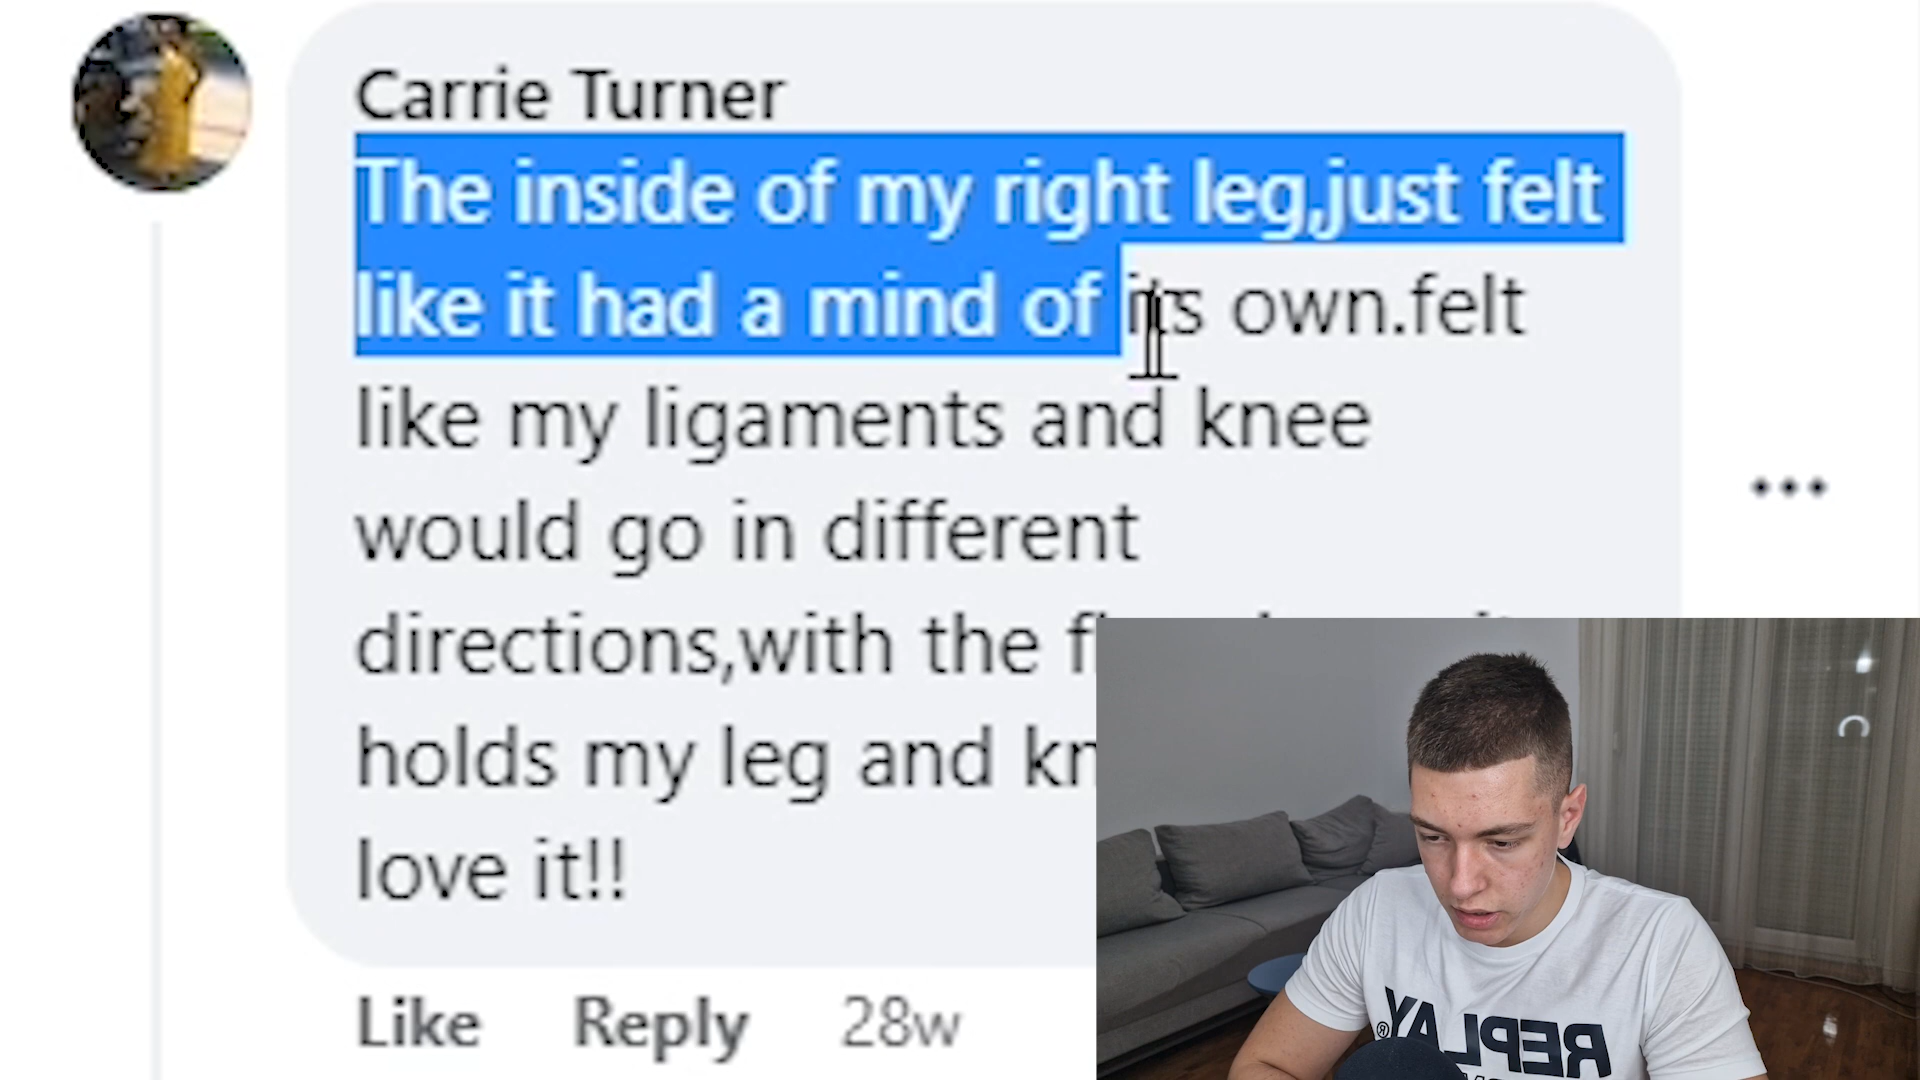 Carrie Turner
The inside of my right leg,just felt
like it had a mind of its own.felt
like my ligaments and knee
would go in different
directions,with the
holds my leg and
love it!!
Like Reply 28w
REPLAY